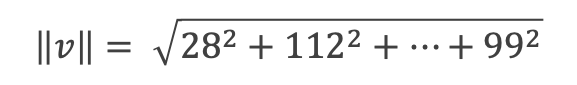 ‖v‖ = √28² + 112² + ⋯ + 99²